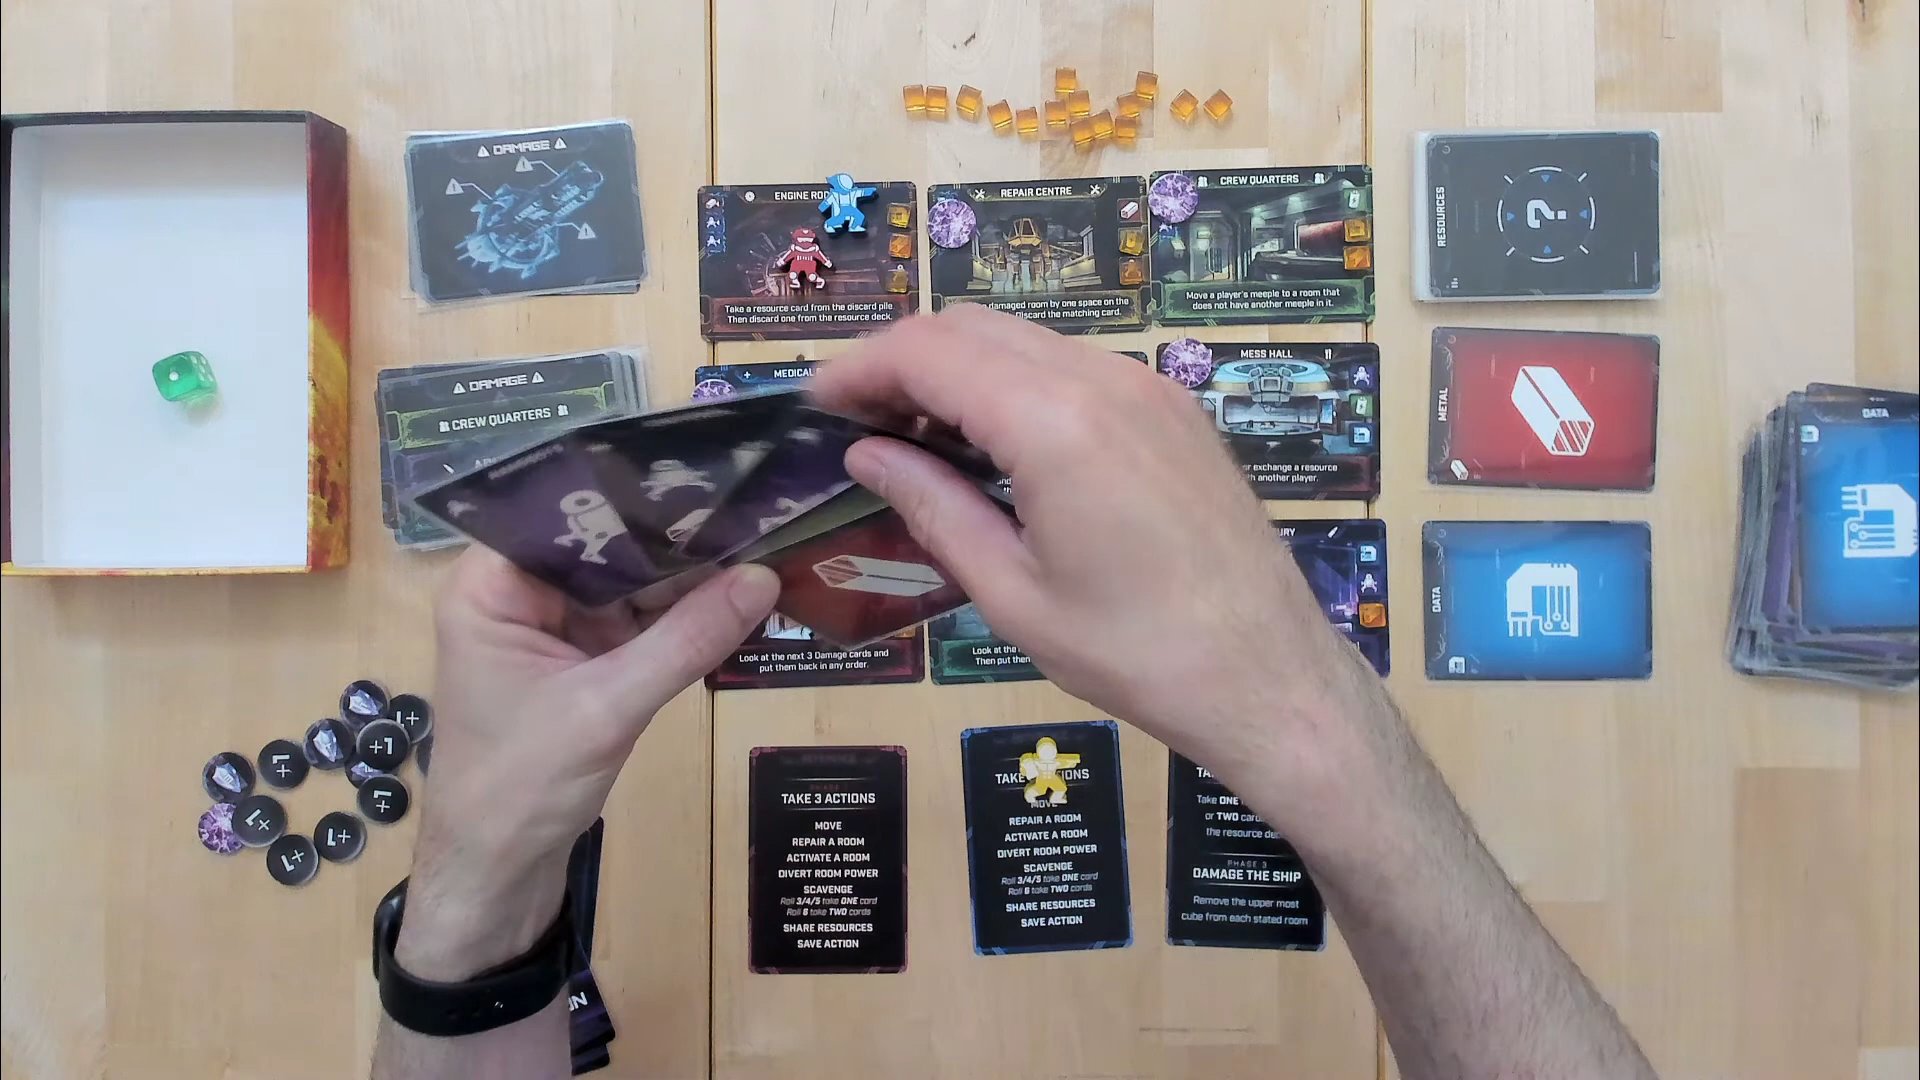 DAMAGE
DAMAGE
CREW QUARTERS
ENGINE
Take a resource card from the discard pile.
Then discard one from the resource deck.
REPAIR CENTRE
damaged room by one space on the
Discard the matching card.
CREW QUARTERS
Move a player's meeple to a room that
does not have another meeple in it.
MEDICAL
MESS HALL
or exchange a resource
with another player.
Look at the next 3 Damage cards and
put them back in any order.
Look at the
Then put then
RESOURCES
?
METAL
DATA
DATA
+1
+1
+1
+1
+1
+1
+1
TAKE 3 ACTIONS
MOVE
REPAIR A ROOM
ACTIVATE A ROOM
DIVERT ROOM POWER
SCAVENGE
Roll 3/4/5 take ONE card
Roll 6 take TWO cards
SHARE RESOURCES
SAVE ACTION
TAKE
MOVE
REPAIR A ROOM
ACTIVATE A ROOM
DIVERT ROOM POWER
SCAVENGE
Roll 3/4/5 take ONE card
Roll 6 take TWO cards
SHARE RESOURCES
SAVE ACTION
Take ONE
or TWO
the resource
PHASE 3
DAMAGE THE SHIP
Remove the upper most
cube from each stated room